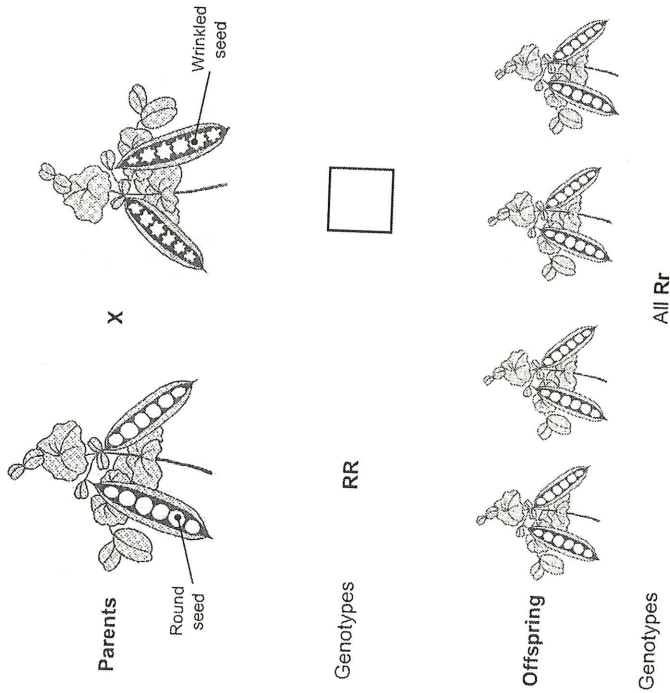 Parents
Round
seed
X
Wrinkled
seed
Genotypes
RR
Offspring
Genotypes
All Rr